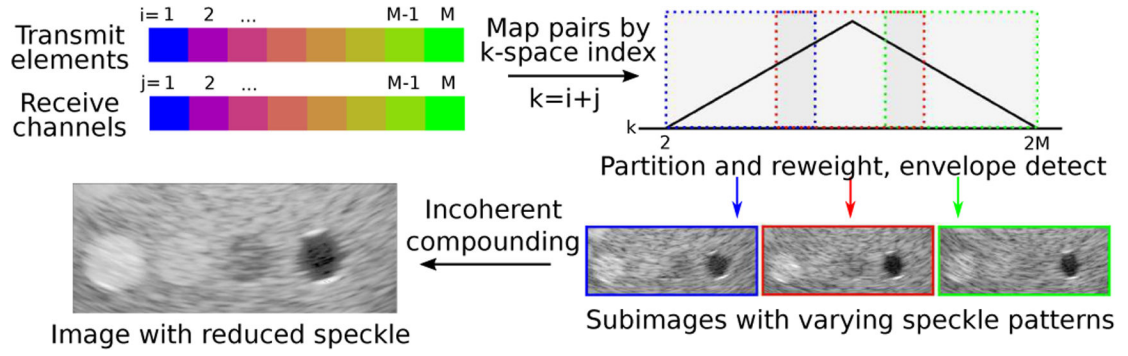 i= 1 2 ... M-1 M
Transmit
elements
j= 1 2 ... M-1 M
Receive
channels
Map pairs by
k-space index
k=i+j
k
2 2M
Partition and reweight, envelope detect
Incoherent
compounding
Image with reduced speckle
Subimages with varying speckle patterns